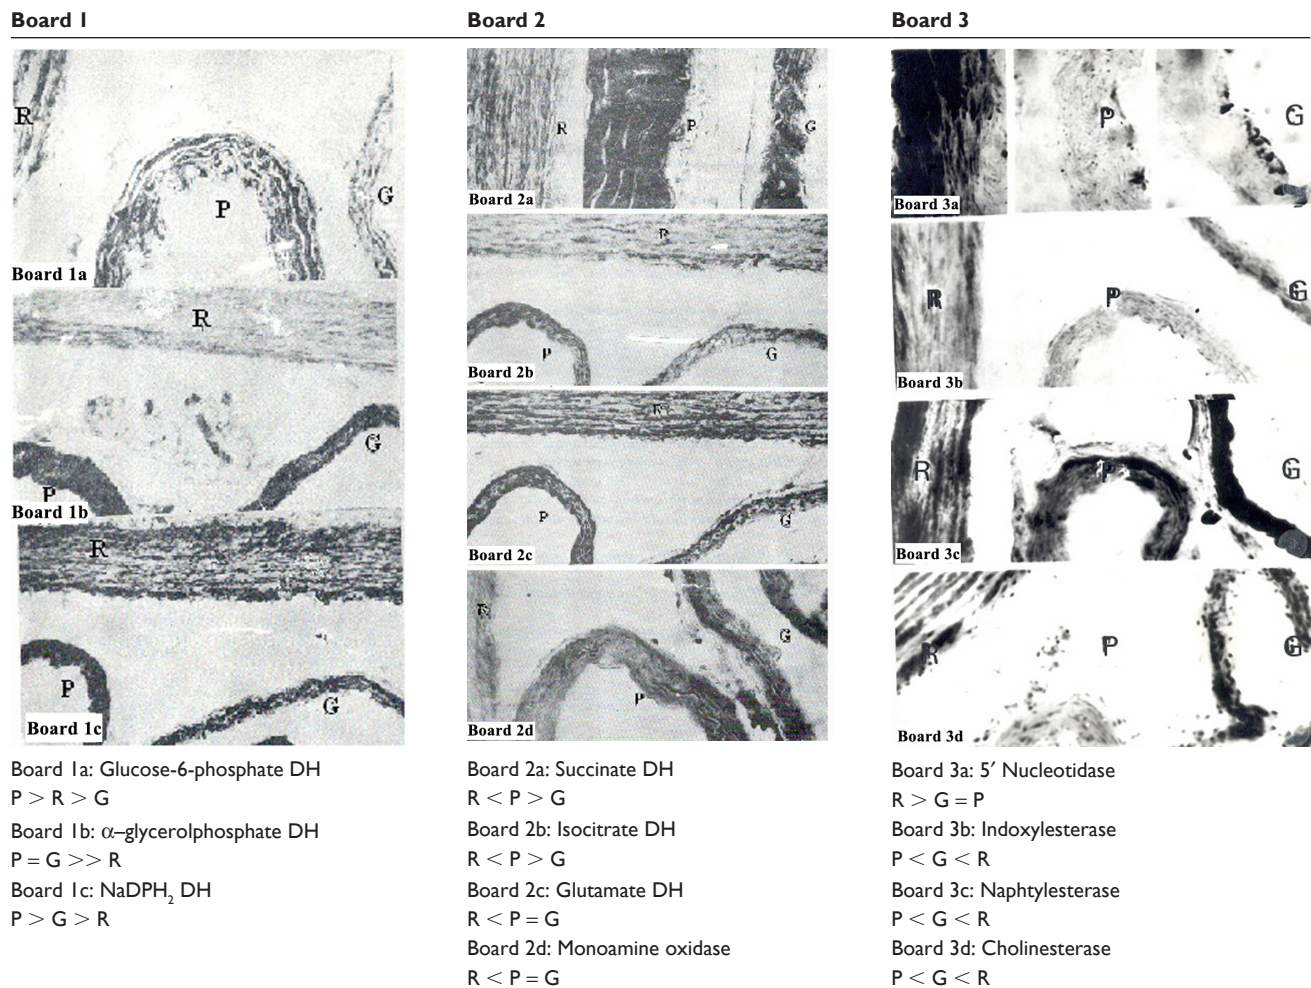 Board 1
Board 2
Board 3
R
P
G
Board 1a
R
P
G
Board 1b
R
P
G
Board 1c
R
P
G
Board 2a
R
P
G
Board 2b
R
P
G
Board 2c
R
P
G
Board 2d
P
G
Board 3a
R
P
G
Board 3b
R
P
G
Board 3c
R
P
G
Board 3d
Board 1a: Glucose-6-phosphate DH
P > R > G
Board 1b: α–glycerolphosphate DH
P = G >> R
Board 1c: NaDPH₂ DH
P > G > R
Board 2a: Succinate DH
R < P > G
Board 2b: Isocitrate DH
R < P > G
Board 2c: Glutamate DH
R < P = G
Board 2d: Monoamine oxidase
R < P = G
Board 3a: 5′ Nucleotidase
R > G = P
Board 3b: Indoxylesterase
P < G < R
Board 3c: Naphtylesterase
P < G < R
Board 3d: Cholinesterase
P < G < R